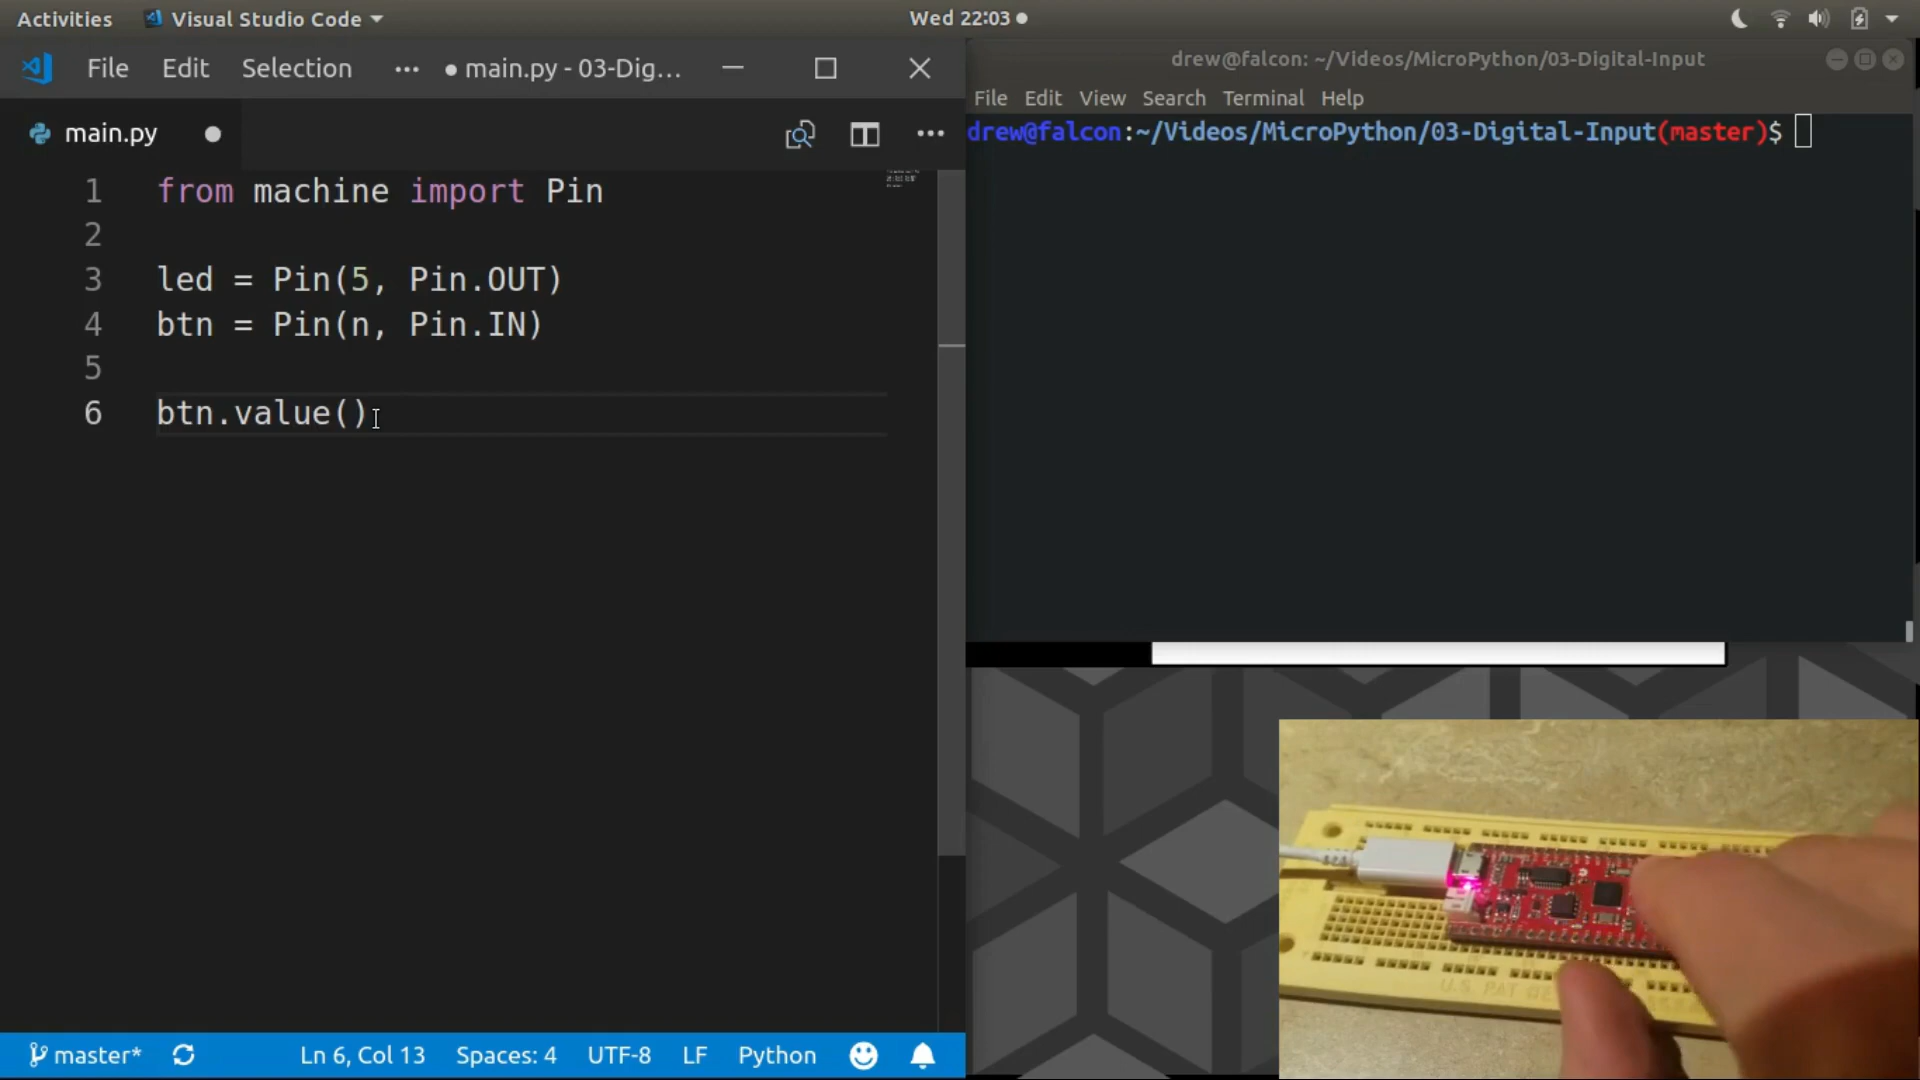 Activities Visual Studio Code Wed 22:03
File Edit Selection ··· ● main.py - 03-Dig...
main.py
1 from machine import Pin
2
3 led = Pin(5, Pin.OUT)
4 btn = Pin(n, Pin.IN)
5
6 btn.value()
master* Ln 6, Col 13 Spaces: 4 UTF-8 LF Python
drew@falcon: ~/Videos/MicroPython/03-Digital-Input
File Edit View Search Terminal Help
drew@falcon:~/Videos/MicroPython/03-Digital-Input(master)$
U.S. PAT